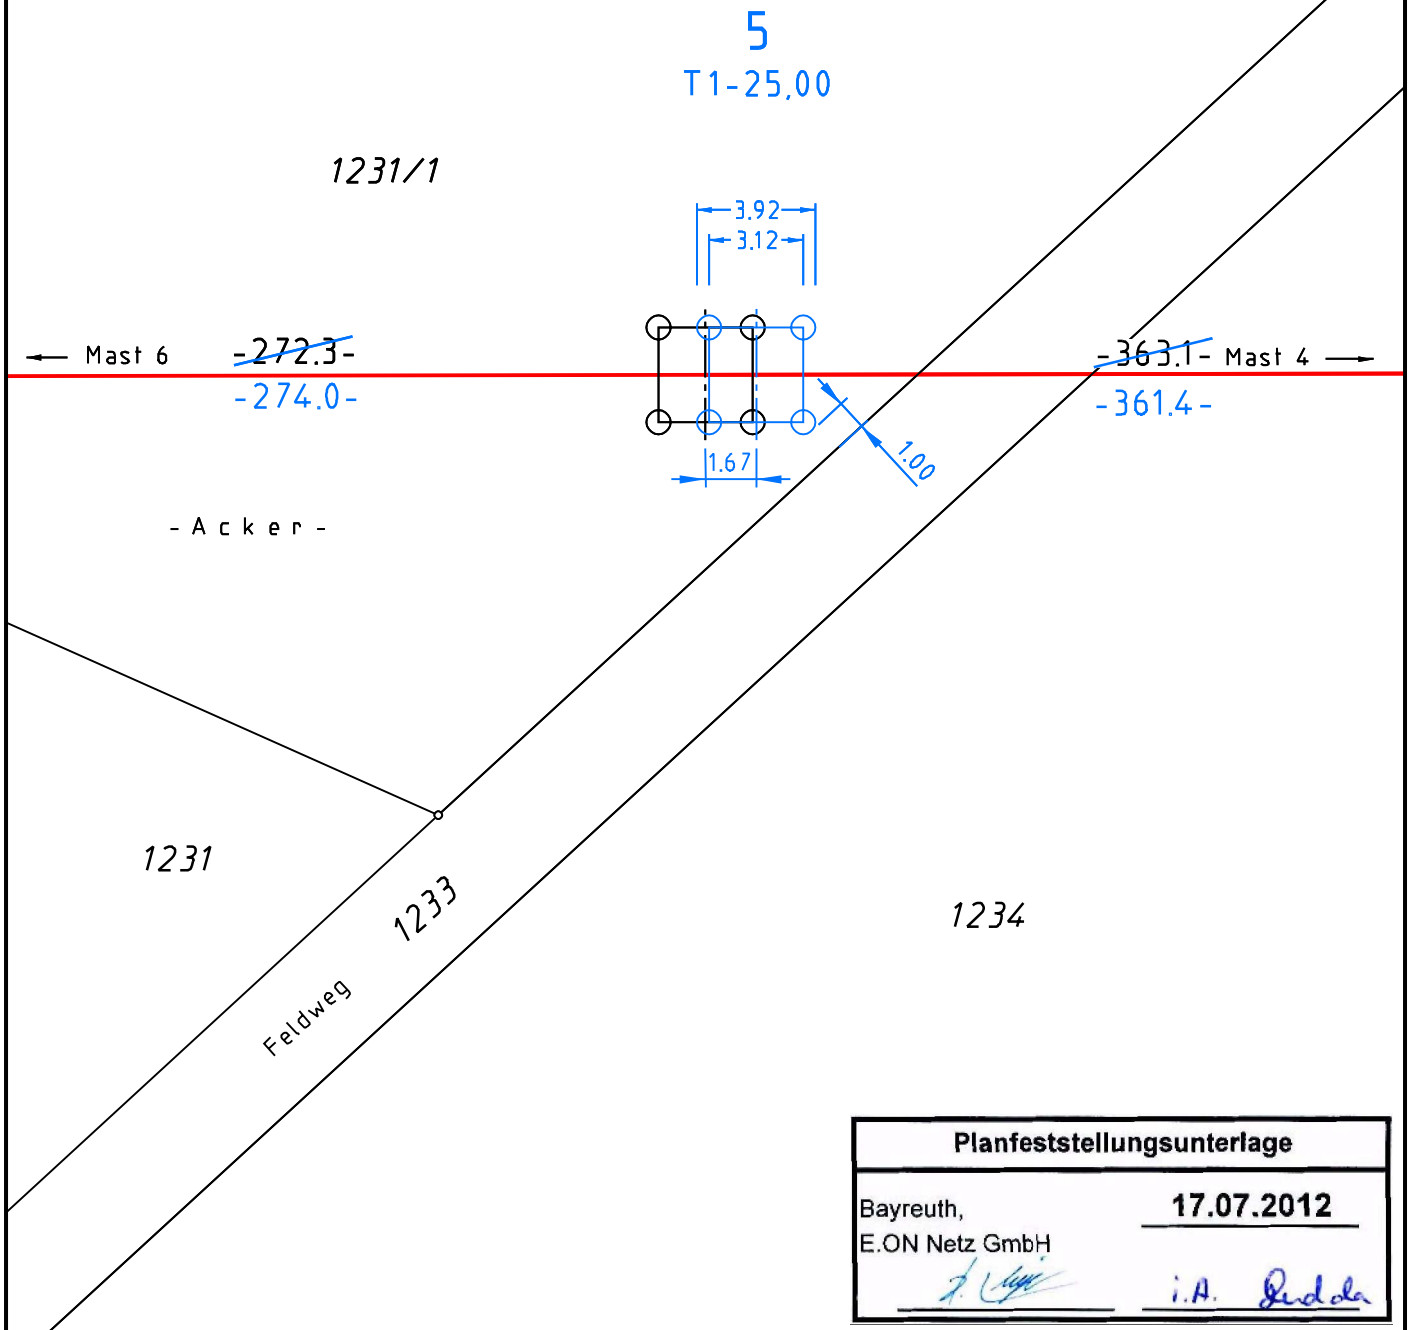 5
T1-25,00
1231/1
3.92
3.12
Mast 6
-272.3-
-363.1-
Mast 4
-274.0-
-361.4-
1.67
1.00
-Acker-
1231
1233
1234
Feldweg
Planfeststellungsunterlage
Bayreuth,
17.07.2012
E.ON Netz GmbH
i.A.